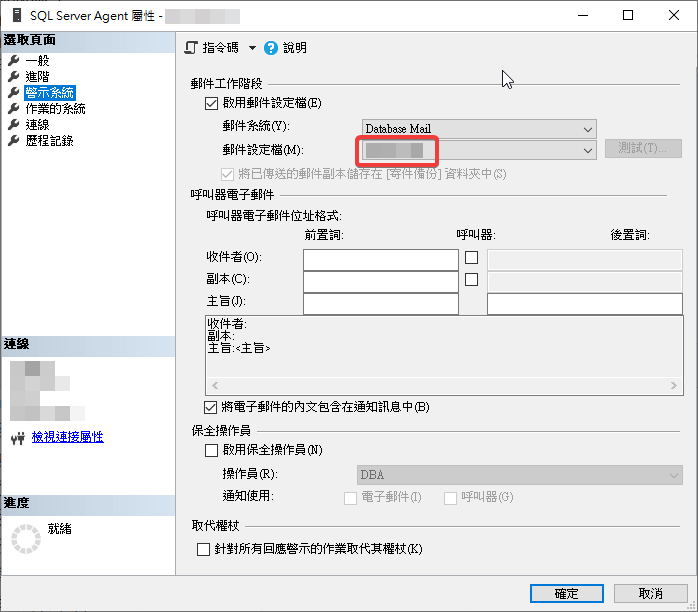 SQL Server Agent 屬性 -
選取頁面
一般
進階
警示系統
作業的系統
連線
歷程記錄
連線
檢視連接屬性
進度
就緒
指令碼
說明
郵件工作階段
啟用郵件設定檔(E)
郵件系統(Y):
Database Mail
郵件設定檔(M):
測試(T)...
將已傳送的郵件副本儲存在 [寄件備份] 資料夾中(S)
呼叫器電子郵件
呼叫器電子郵件位址格式:
前置詞: 呼叫器: 後置詞:
收件者(O):
副本(C):
主旨(J):
收件者:
副本:
主旨:<主旨>
將電子郵件的內文包含在通知訊息中(B)
保全操作員
啟用保全操作員(N)
操作員(R):
DBA
通知使用:
電子郵件(I) 呼叫器(G)
取代權杖
針對所有回應警示的作業取代其權杖(K)
確定 取消